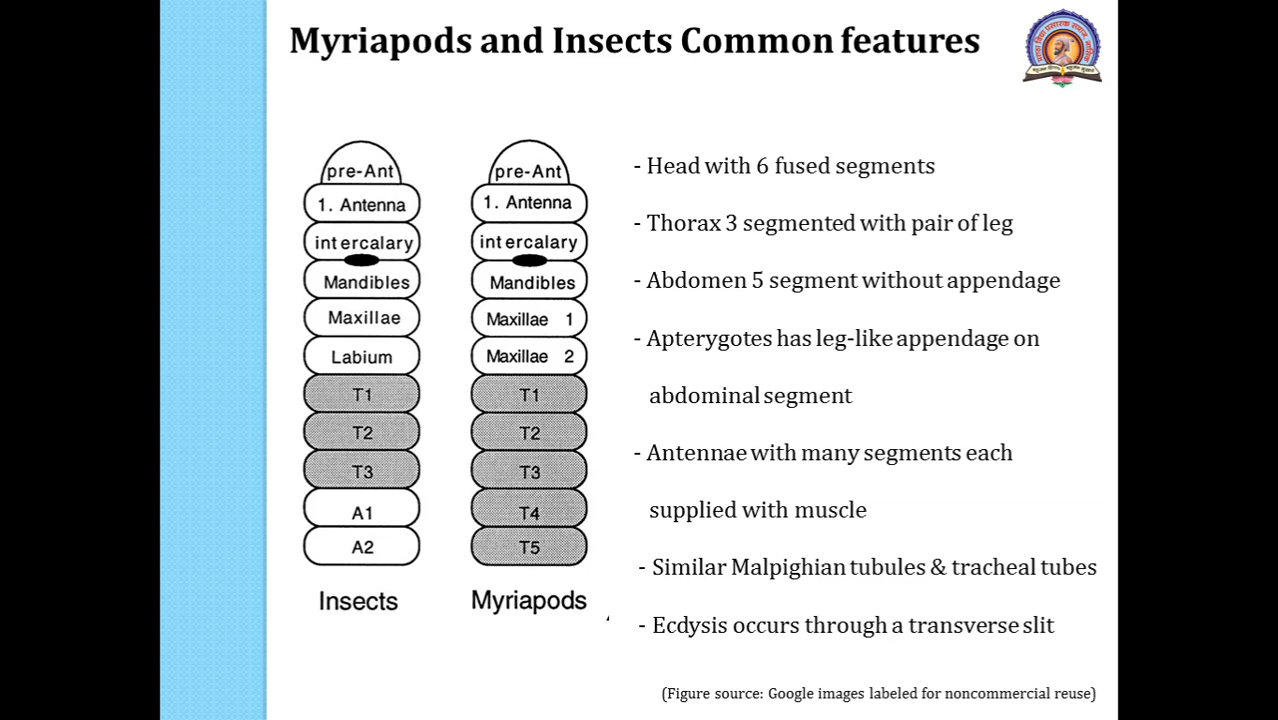 Myriapods and Insects Common features
pre-Ant
1. Antenna
intercalary
Mandibles
Maxillae
Labium
T1
T2
T3
A1
A2
Insects
pre-Ant
1. Antenna
intercalary
Mandibles
Maxillae 1
Maxillae 2
T1
T2
T3
T4
T5
Myriapods
- Head with 6 fused segments
- Thorax 3 segmented with pair of leg
- Abdomen 5 segment without appendage
- Apterygotes has leg-like appendage on
abdominal segment
- Antennae with many segments each
supplied with muscle
- Similar Malpighian tubules & tracheal tubes
- Ecdysis occurs through a transverse slit
(Figure source: Google images labeled for noncommercial reuse)